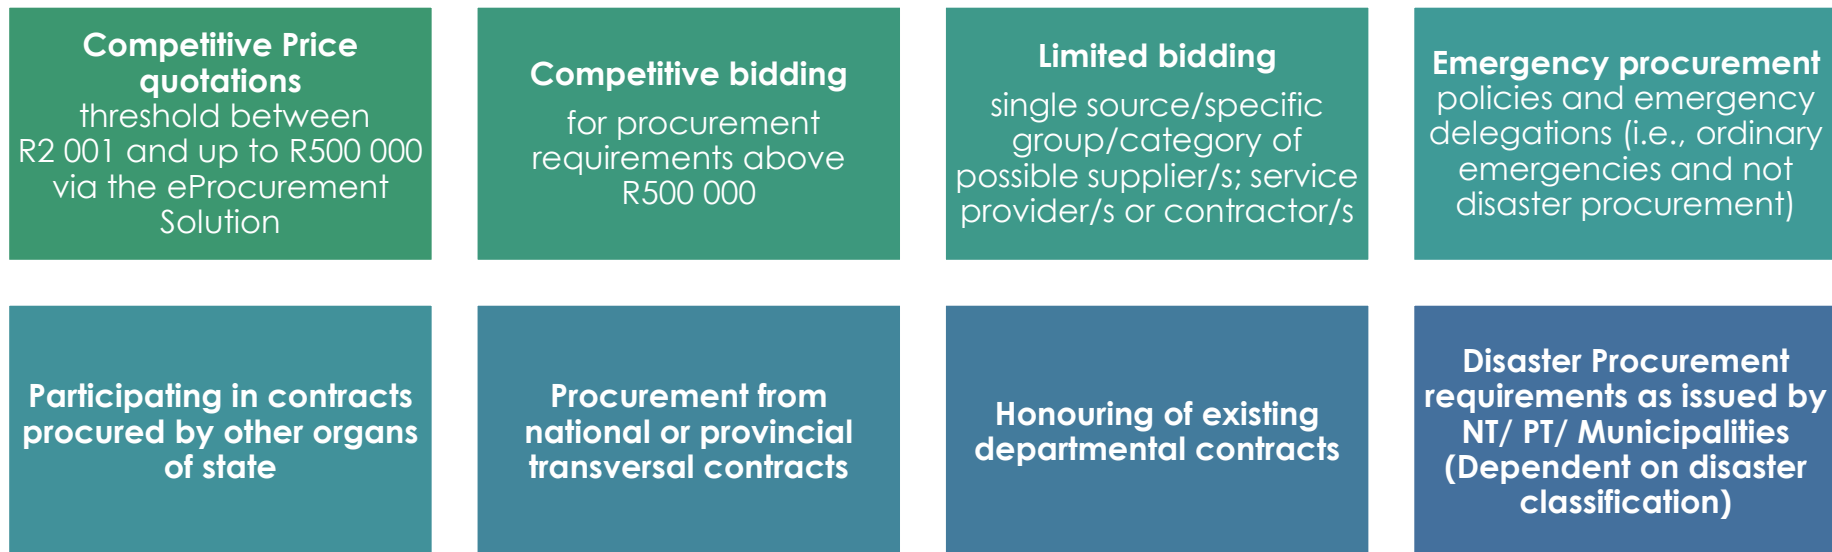 Competitive Price
quotations
threshold between
R2 001 and up to R500 000
via the eProcurement
Solution
Competitive bidding
for procurement
requirements above
R500 000
Limited bidding
single source/specific
group/category of
possible supplier/s; service
provider/s or contractor/s
Emergency procurement
policies and emergency
delegations (i.e., ordinary
emergencies and not
disaster procurement)
Participating in contracts
procured by other organs
of state
Procurement from
national or provincial
transversal contracts
Honouring of existing
departmental contracts
Disaster Procurement
requirements as issued by
NT/ PT/ Municipalities
(Dependent on disaster
classification)